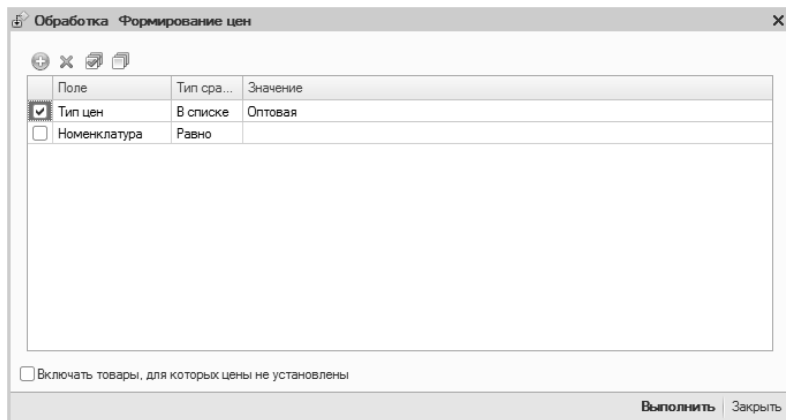 Обработка Формирование цен
Поле Тип сра... Значение
Тип цен В списке Оптовая
Номенклатура Равно
Включать товары, для которых цены не установлены
Выполнить Закрыть